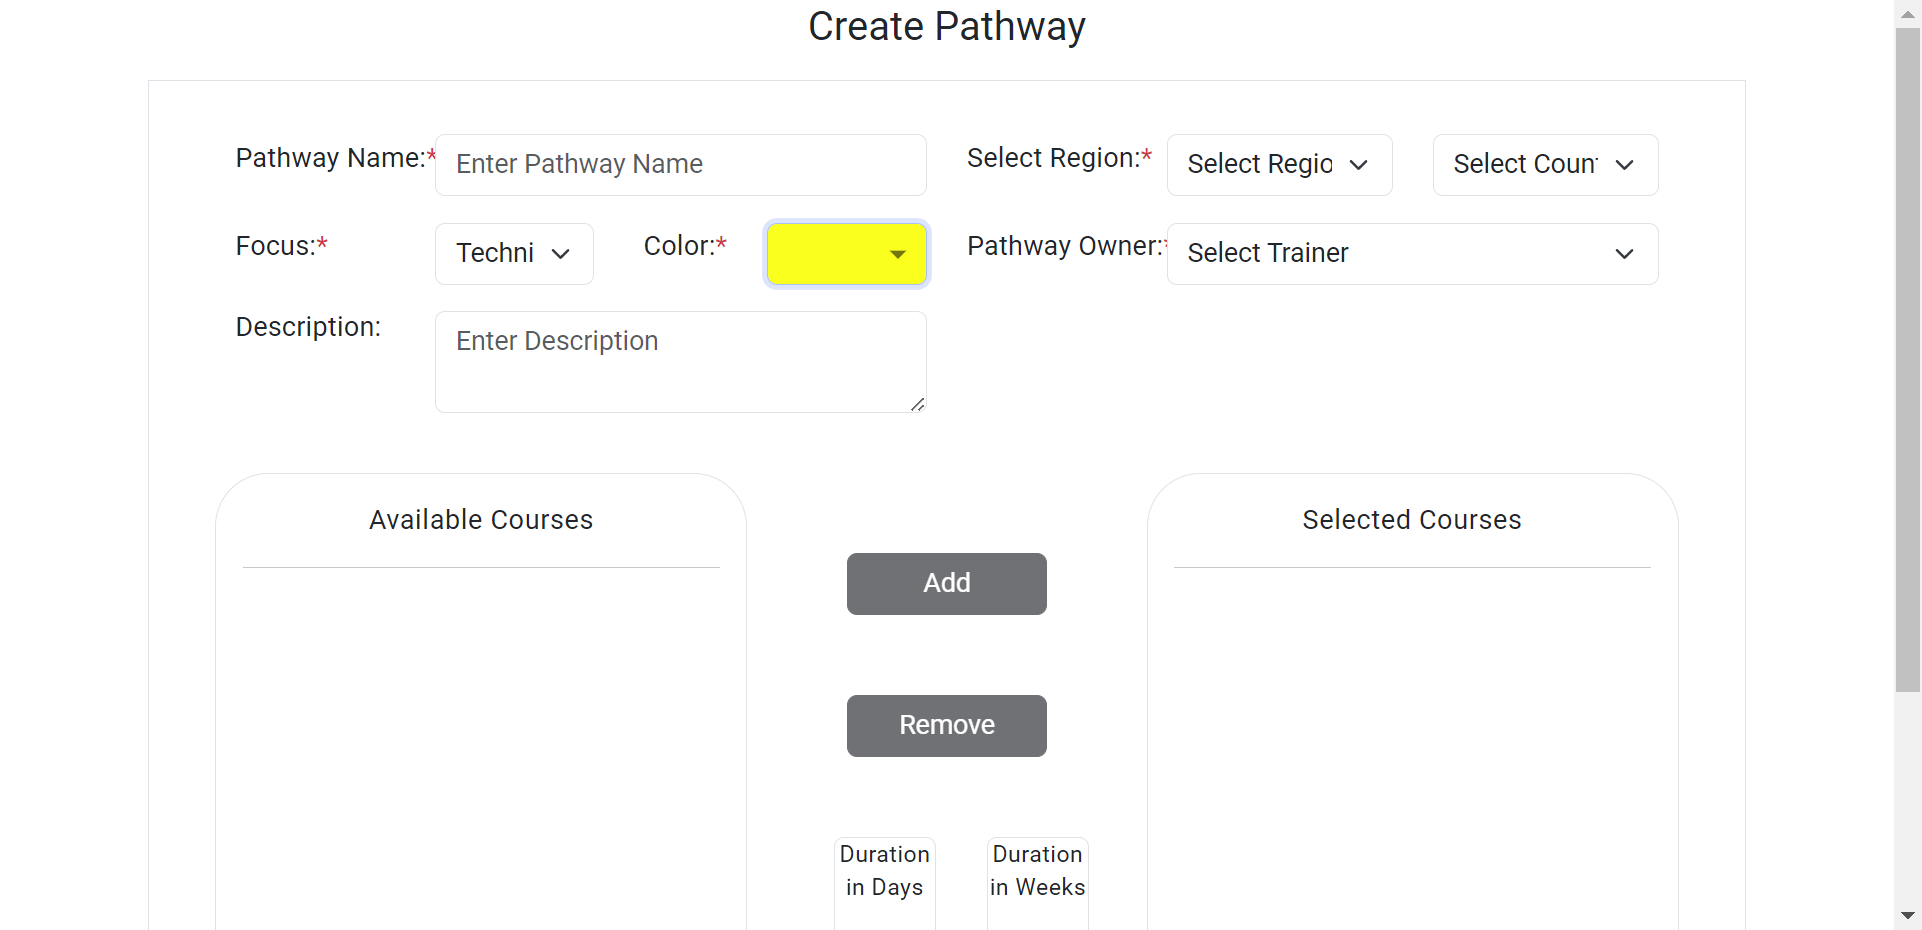 Create Pathway
Pathway Name:* Enter Pathway Name Select Region:* Select Regio Select Coun
Focus:* Techni Color:* Pathway Owner:* Select Trainer
Description: Enter Description
Available Courses
Selected Courses
Add
Remove
Duration in Days
Duration in Weeks